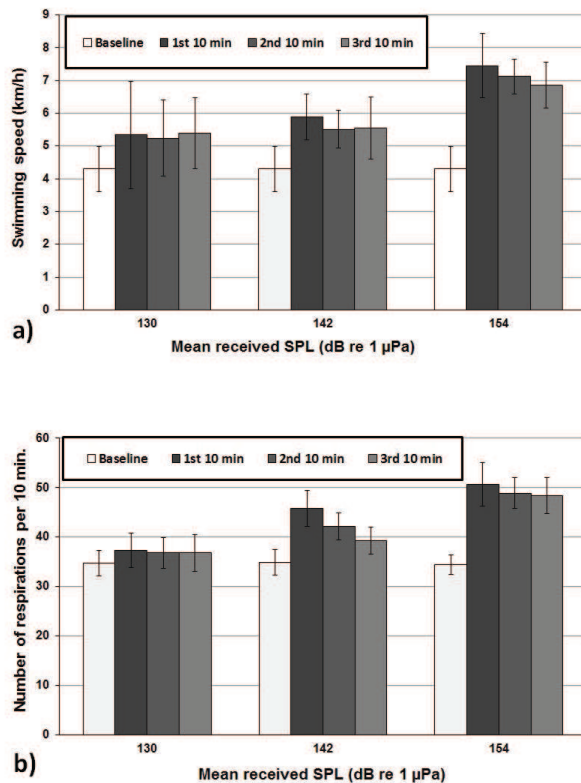 9
8
7
6
5
4
3
2
1
0
Swimming speed (km/h)
Baseline 1st 10 min 2nd 10 min 3rd 10 min
130 142 154
a)
Mean received SPL (dB re 1 µPa)
60
50
40
30
20
10
0
Number of respirations per 10 min.
Baseline 1st 10 min 2nd 10 min 3rd 10 min
130 142 154
b)
Mean received SPL (dB re 1 µPa)